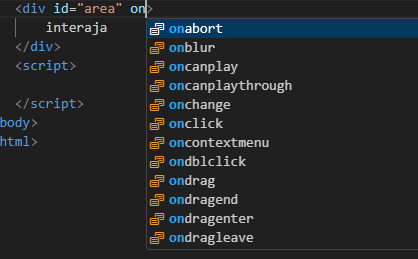 <div id="area" on>
interaja
</div>
<script>
</script>
body>
html>
onabort
onblur
oncanplay
oncanplaythrough
onchange
onclick
oncontextmenu
ondblclick
ondrag
ondragend
ondragenter
ondragleave